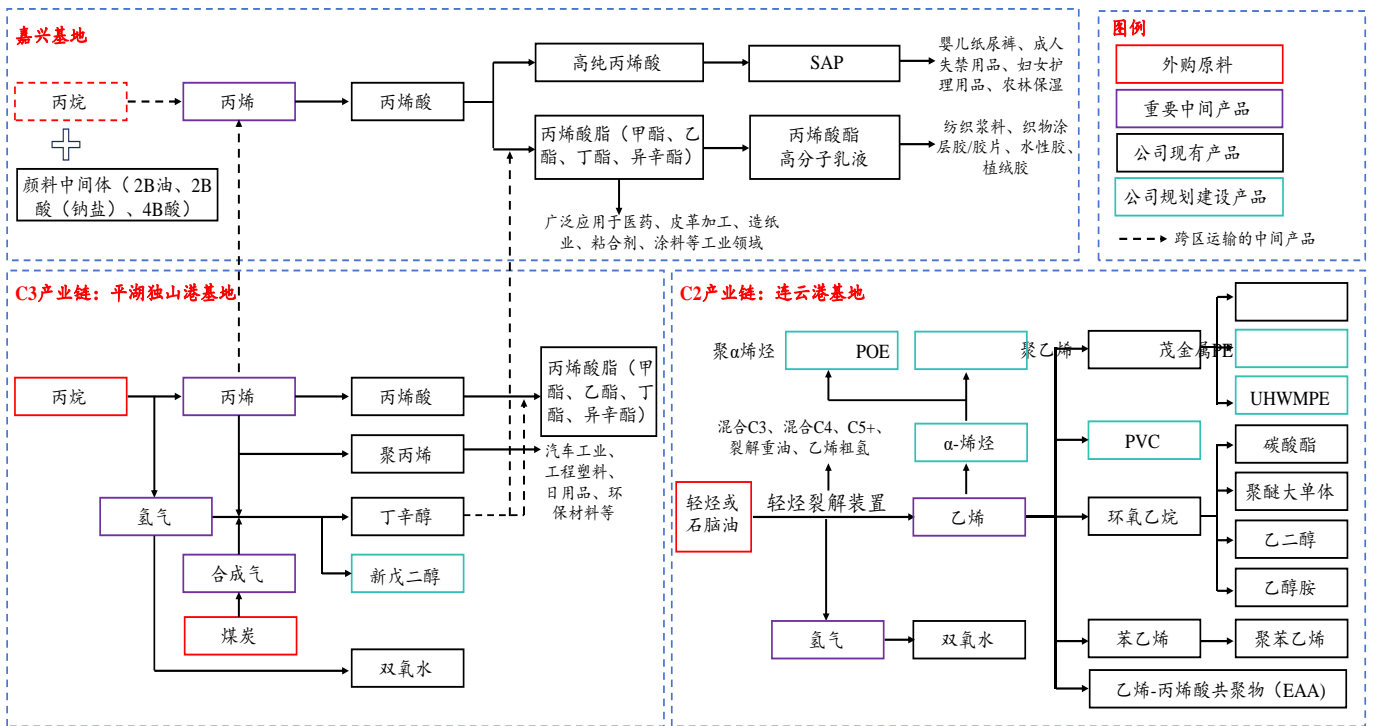 嘉兴基地
丙烷
颜料中间体（2B油、2B
酸（钠盐）、4B酸）
丙烯
丙烯酸
高纯丙烯酸
SAP
婴儿纸尿裤、成人
失禁用品、妇女护
理用品、农林保湿
丙烯酸脂（甲酯、乙
酯、丁酯、异辛酯）
丙烯酸酯
高分子乳液
纺织浆料、织物涂
层胶/胶片、水性胶、
植绒胶
广泛应用于医药、皮革加工、造纸
业、粘合剂、涂料等工业领域
图例
外购原料
重要中间产品
公司现有产品
公司规划建设产品
跨区运输的中间产品
C3产业链：平湖独山港基地
丙烷
丙烯
丙烯酸
丙烯酸脂（甲
酯、乙酯、丁
酯、异辛酯）
聚丙烯
汽车工业、
工程塑料、
日用品、环
保材料等
氢气
丁辛醇
合成气
新戊二醇
煤炭
双氧水
C2产业链：连云港基地
聚α烯烃
POE
聚乙烯
茂金属PE
UHWMPE
混合C3、混合C4、C5+、
裂解重油、乙烯粗氢
α-烯烃
PVC
碳酸酯
轻烃或
石脑油
轻烃裂解装置
乙烯
环氧乙烷
聚醚大单体
乙二醇
乙醇胺
氢气
双氧水
苯乙烯
聚苯乙烯
乙烯-丙烯酸共聚物（EAA)